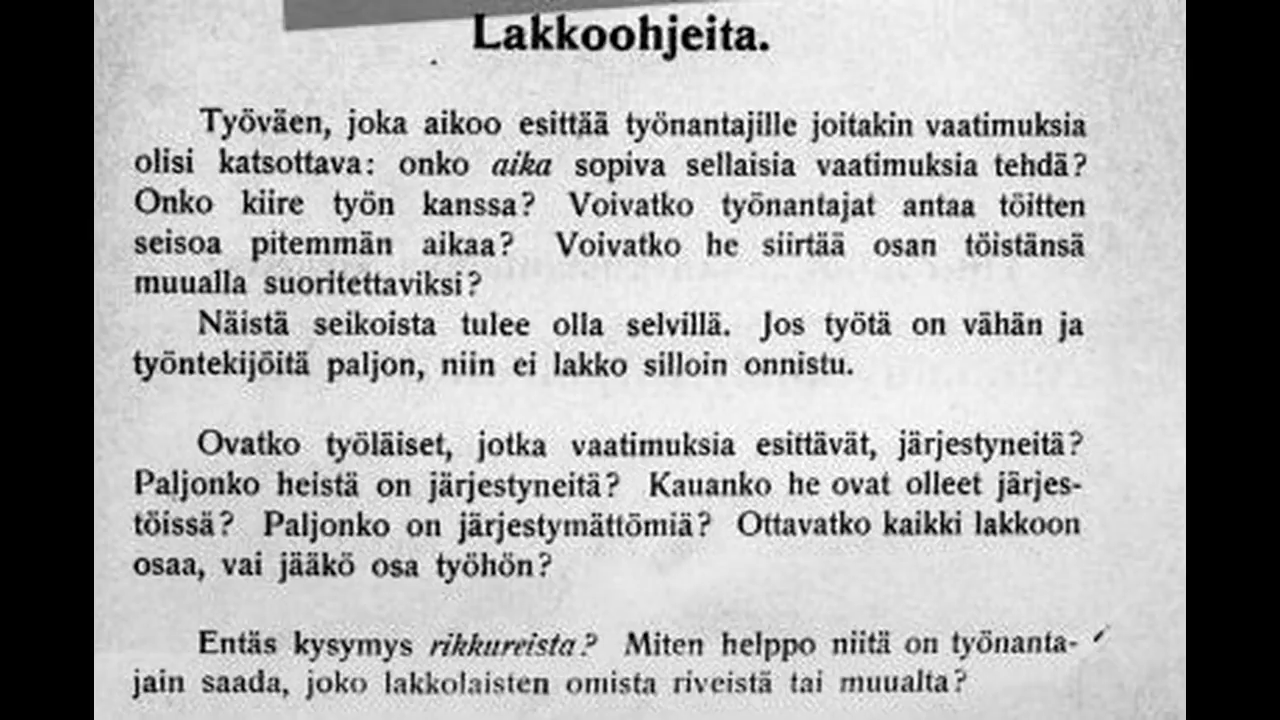 Lakkoohjeita.
Työväen, joka aikoo esittää työnantajille joitakin vaatimuksia
olisi katsottava: onko aika sopiva sellaisia vaatimuksia tehdä?
Onko kiire työn kanssa? Voivatko työnantajat antaa töitten
seisoa pitemmän aikaa? Voivatko he siirtää osan töistänsä
muualla suoritettaviksi?
Näistä seikoista tulee olla selvillä. Jos työtä on vähän ja
työntekijöitä paljon, niin ei lakko silloin onnistu.
Ovatko työläiset, jotka vaatimuksia esittävät, järjestyneitä?
Paljonko heistä on järjestyneitä? Kauanko he ovat olleet järjes-
töissä? Paljonko on järjestymättömiä? Ottavatko kaikki lakkoon
osaa, vai jääkö osa työhön?
Entäs kysymys rikkureista? Miten helppo niitä on työnanta-
jain saada, joko lakkolaisten omista riveistä tai muualta?